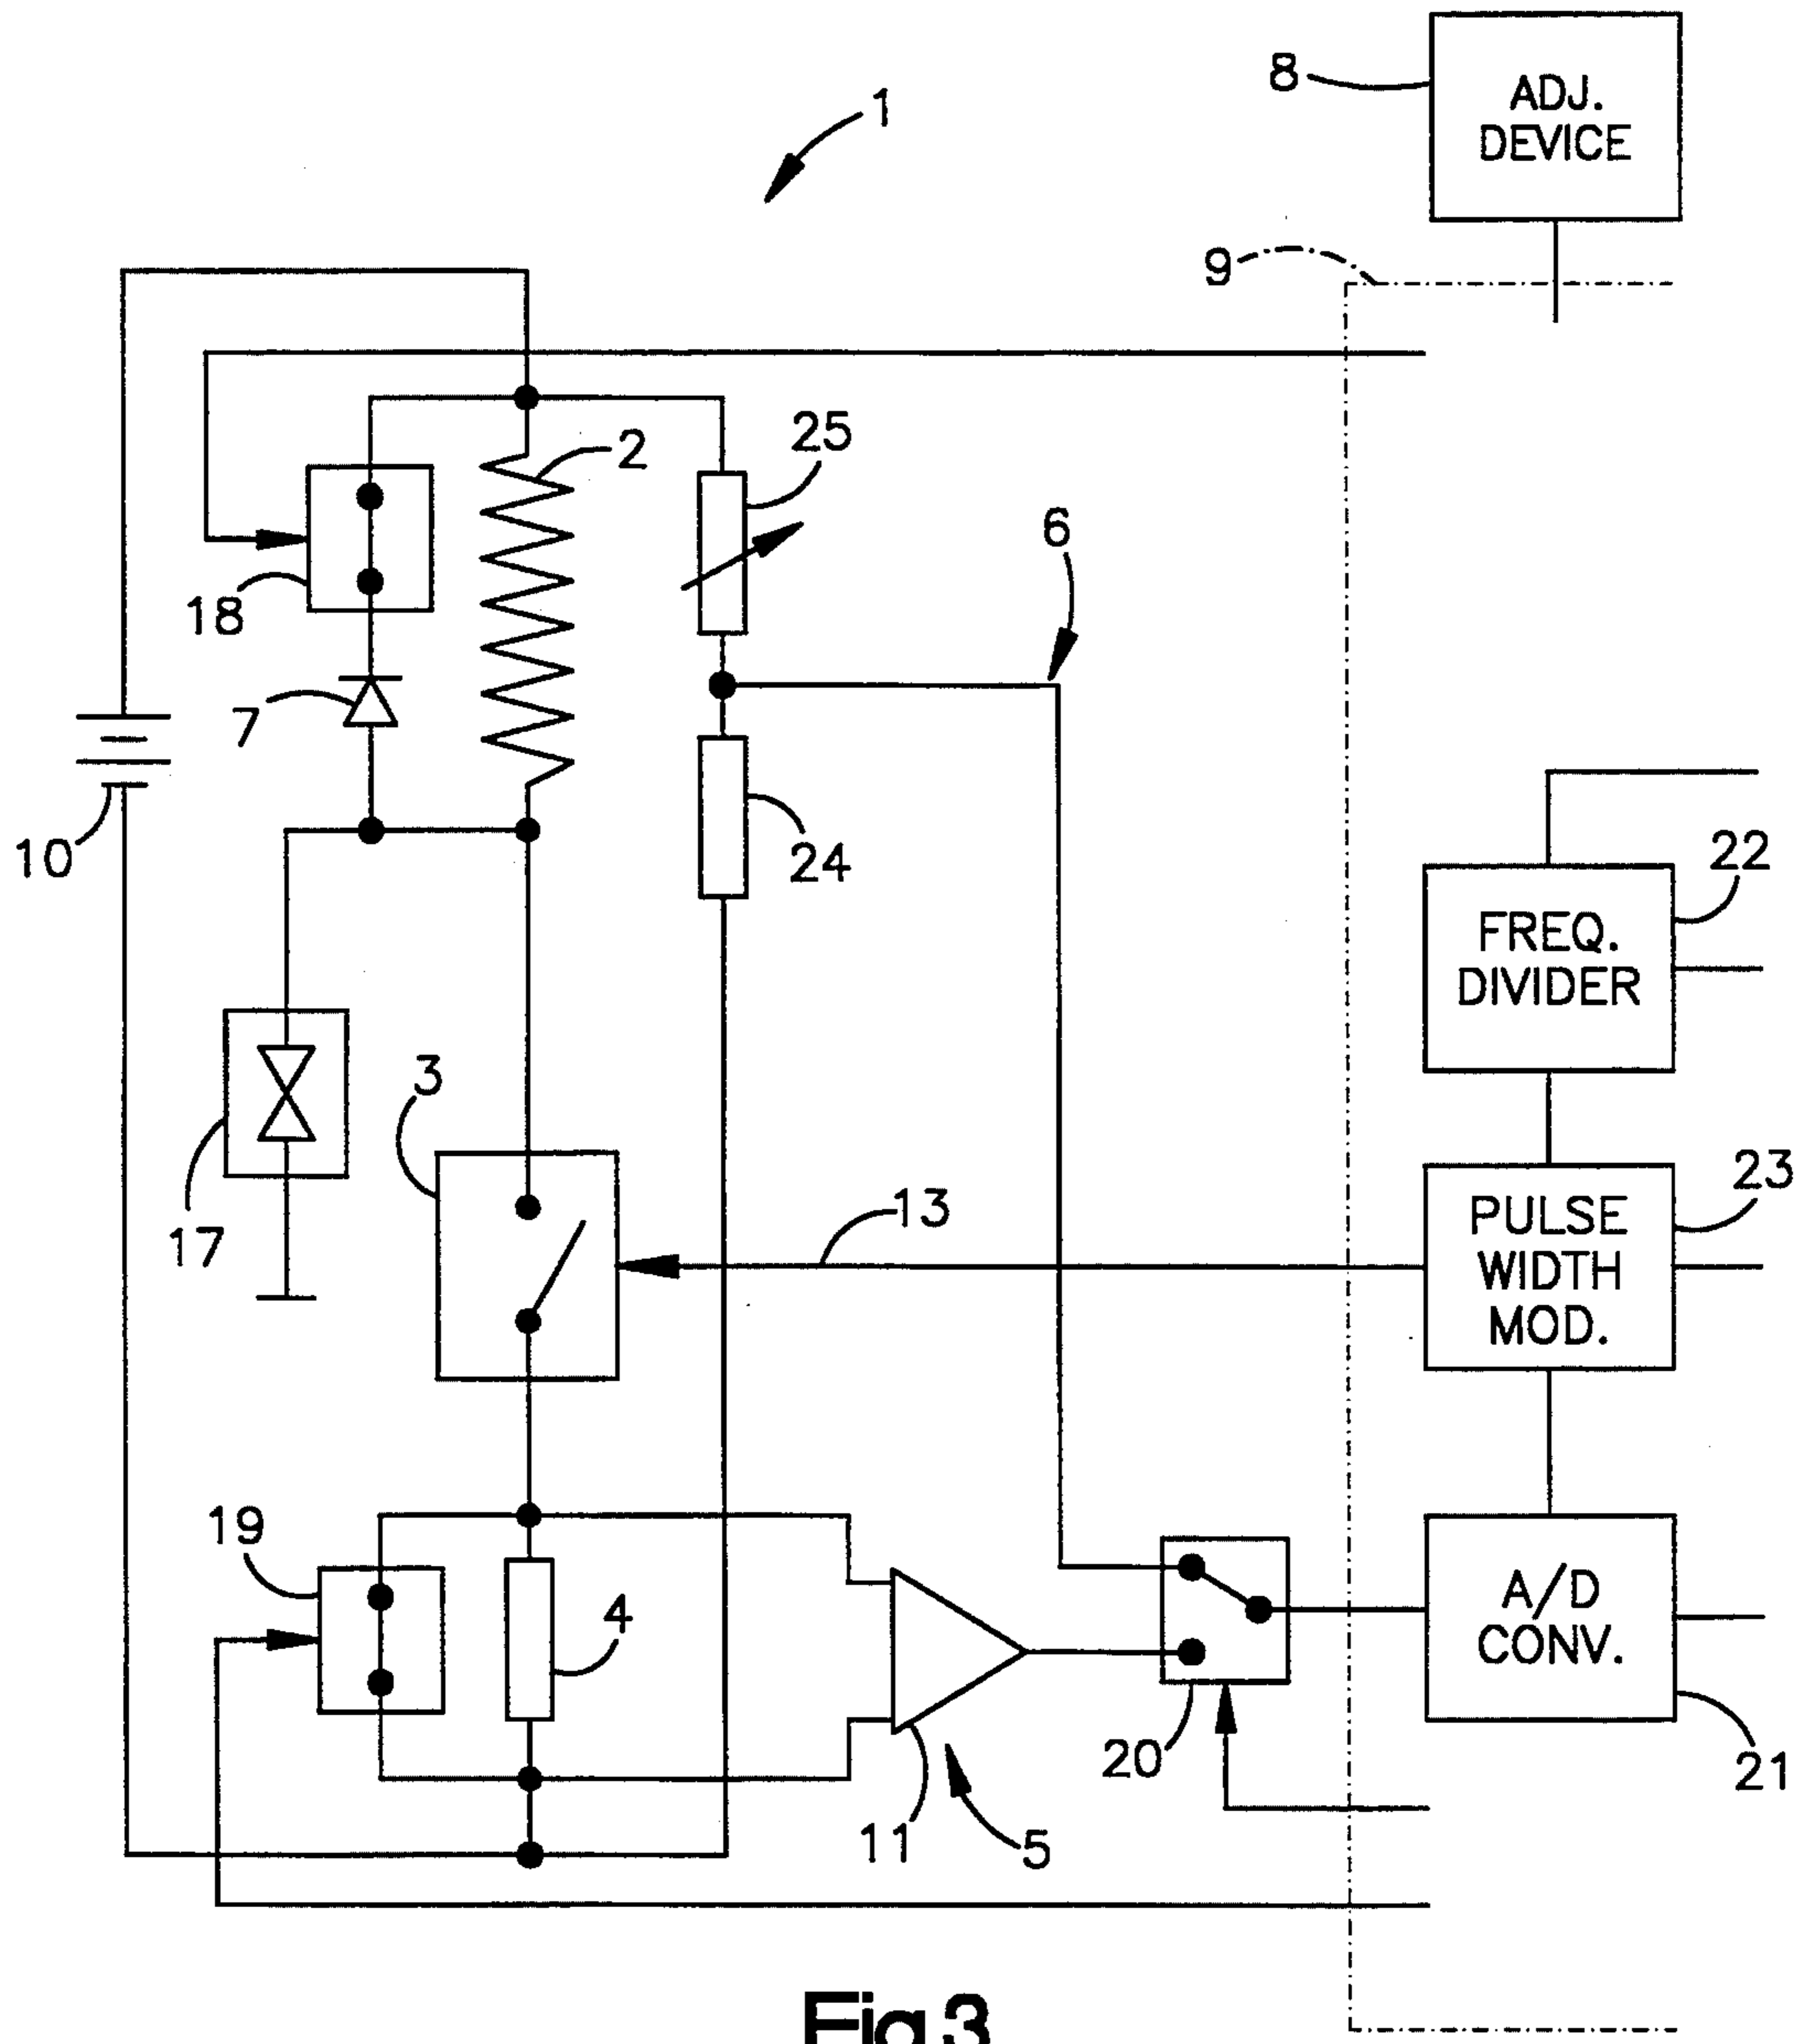 8
ADJ.
DEVICE
1
9
2
25
6
18
7
10
24
22
FREQ.
DIVIDER
3
13
23
PULSE
WIDTH
MOD.
17
19
4
A/D
CONV.
20
21
11
5
Fig.3